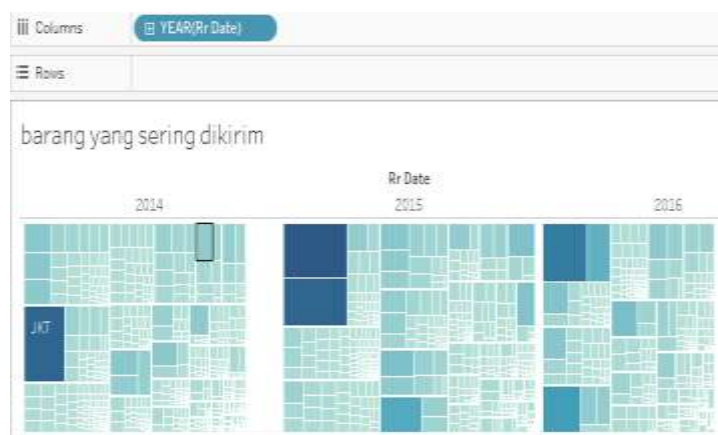 Columns
YEAR(Rr Date)
Rows
barang yang sering dikirim
Rr Date
2014
2015
2016
JKT